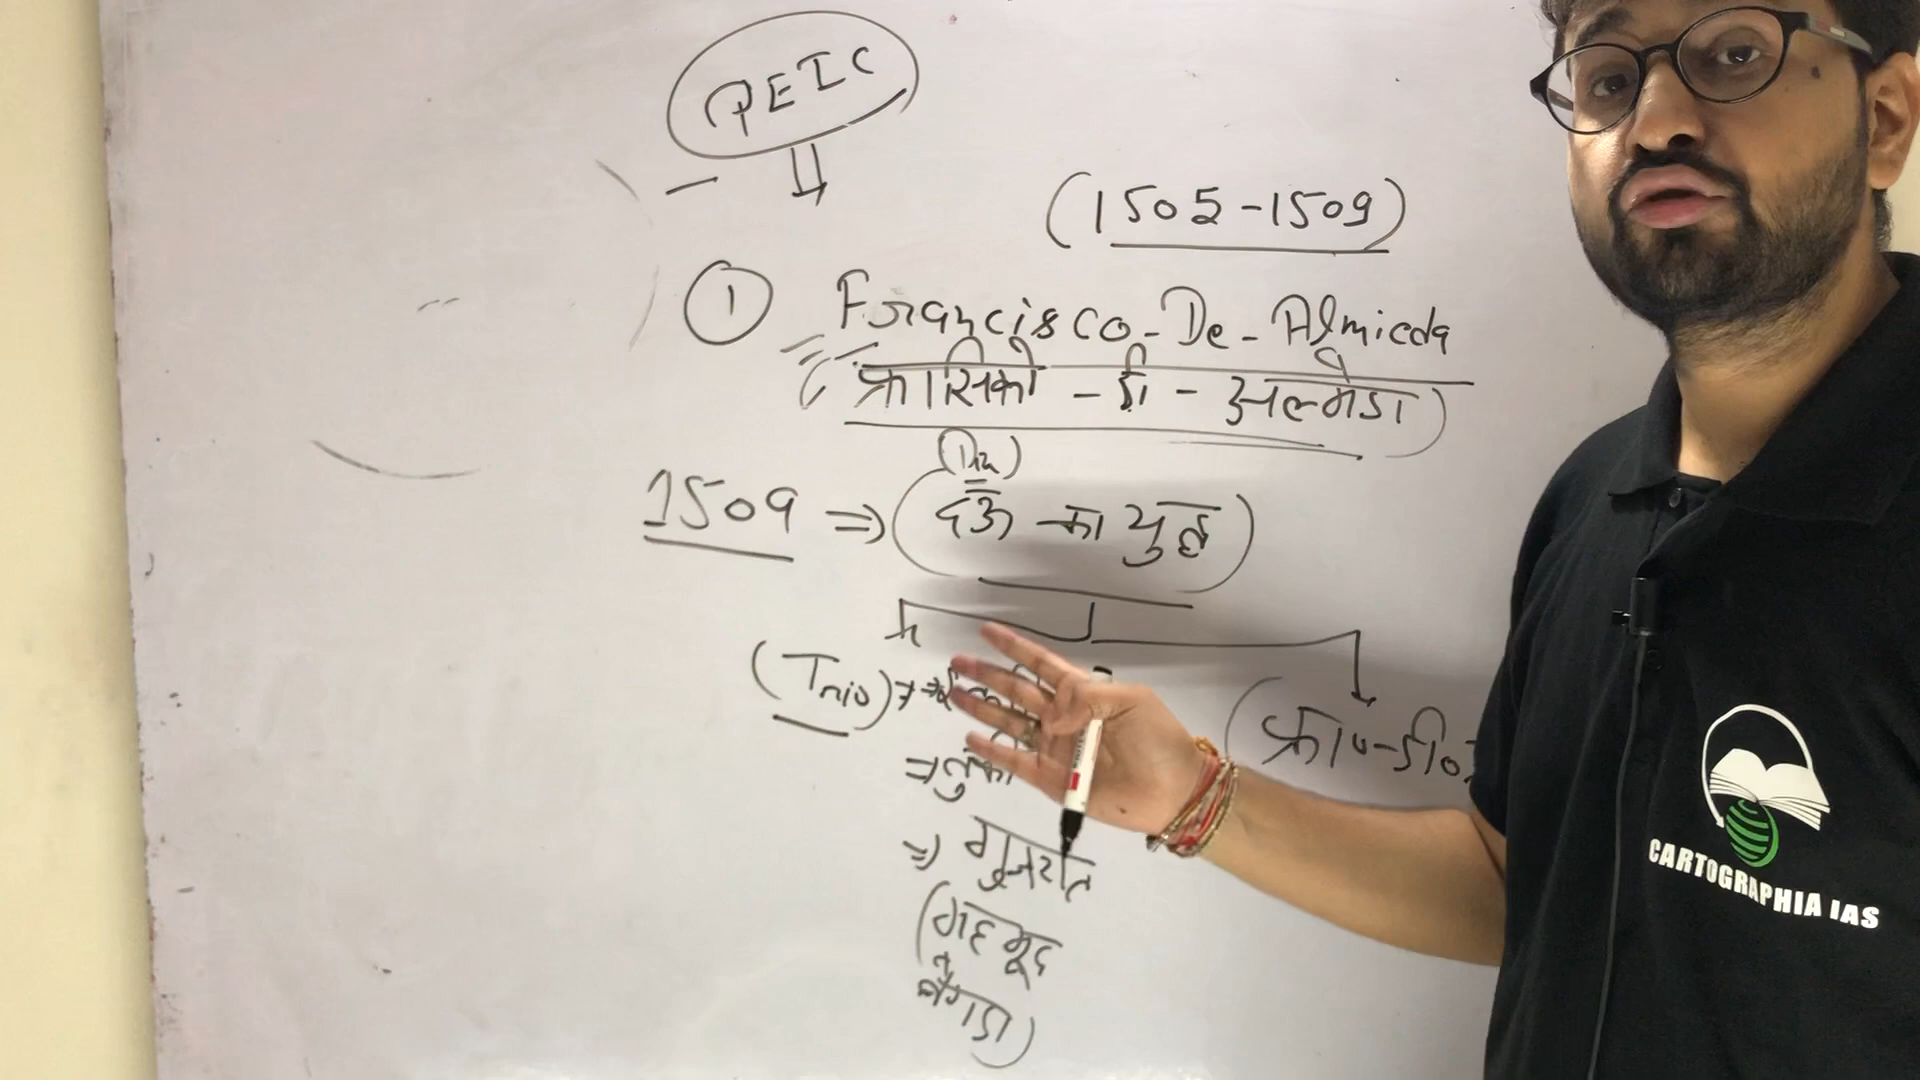 PEIC
(1505-1509)
① Francisco-De-Almieda
(फ्रांसिको - डी - अल्मेडा)
(Diu)
1509 ⇒ (दीऊ का युद्ध)
(Trio) ⇒
⇒ तुर्की
⇒ गुजरात
(महमूद
बेगडा)
CARTOGRAPHIA IAS